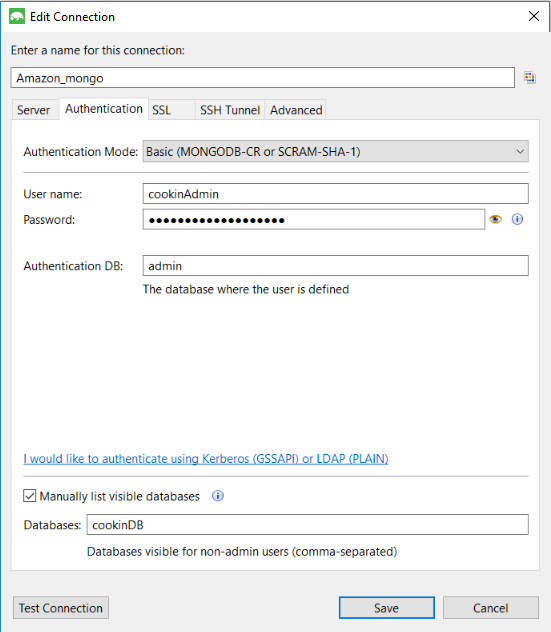 Edit Connection
Enter a name for this connection:
Amazon_mongo
Server Authentication SSL SSH Tunnel Advanced
Authentication Mode: Basic (MONGODB-CR or SCRAM-SHA-1)
User name: cookinAdmin
Password: ●●●●●●●●●●●●●●●●●●●
Authentication DB: admin
The database where the user is defined
I would like to authenticate using Kerberos (GSSAPI) or LDAP (PLAIN)
Manually list visible databases
Databases: cookinDB
Databases visible for non-admin users (comma-separated)
Test Connection Save Cancel